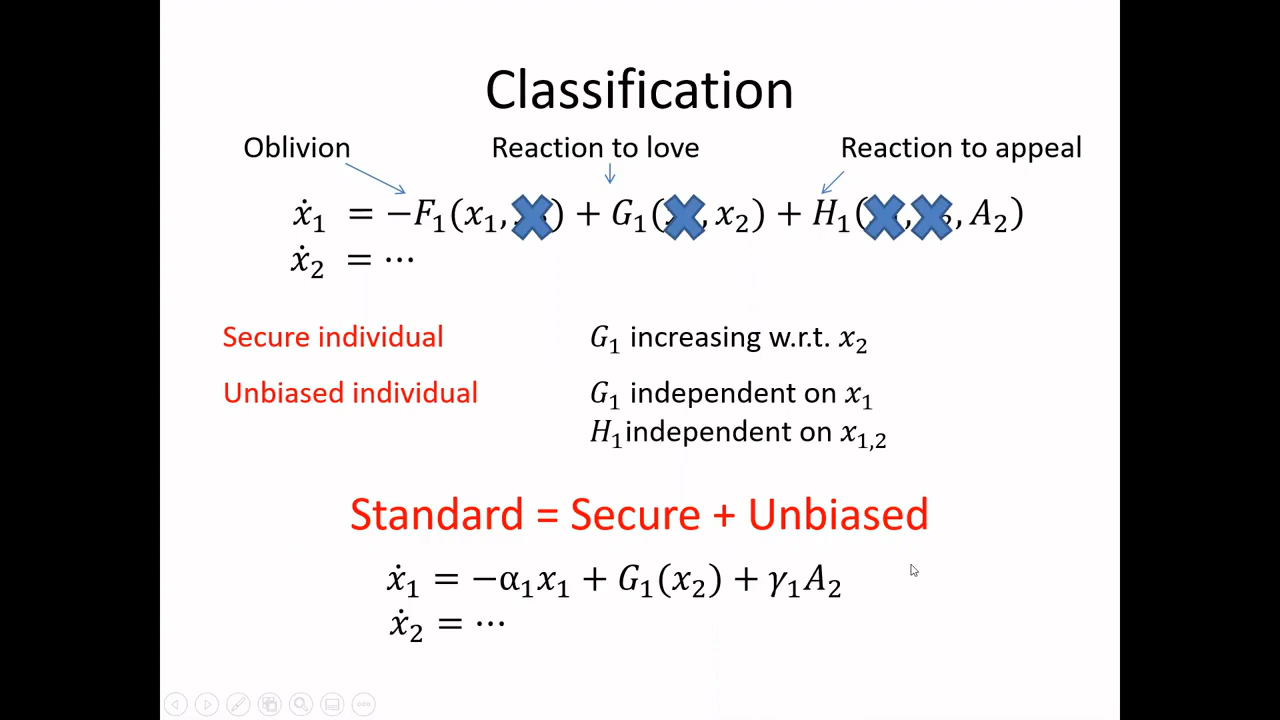 Classification
Oblivion Reaction to love Reaction to appeal
ẋ₁ = −F₁(x₁, ) + G₁( , x₂) + H₁( , ₂, A₂)
ẋ₂ = ⋯
Secure individual G₁ increasing w.r.t. x₂
Unbiased individual G₁ independent on x₁
H₁independent on x₁,₂
Standard = Secure + Unbiased
ẋ₁ = −α₁x₁ + G₁(x₂) + γ₁A₂
ẋ₂ = ⋯